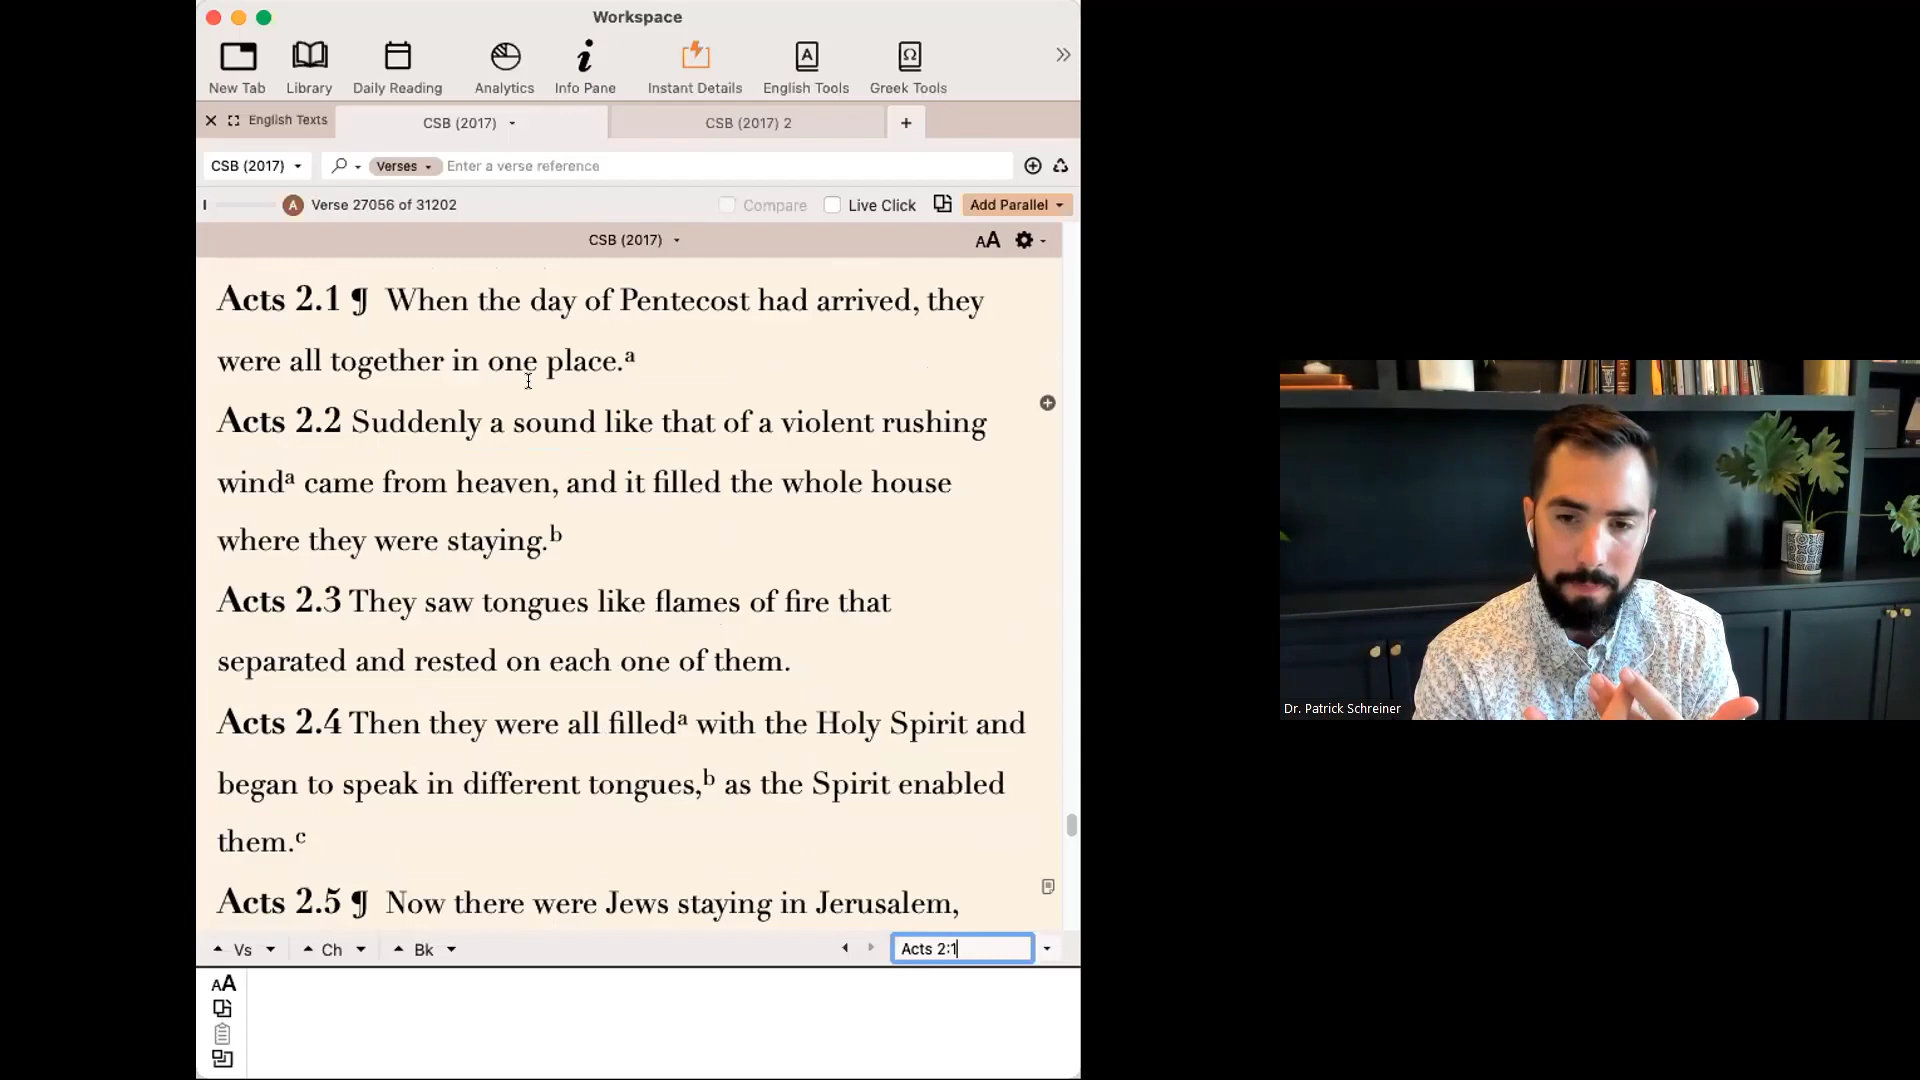 Workspace
New Tab Library Daily Reading Analytics Info Pane Instant Details English Tools Greek Tools
English Texts CSB (2017) CSB (2017) 2
CSB (2017) Verses Enter a verse reference
Verse 27056 of 31202 Compare Live Click Add Parallel
CSB (2017) AA
Acts 2.1 ¶ When the day of Pentecost had arrived, they
were all together in one place.ᵃ
Acts 2.2 Suddenly a sound like that of a violent rushing
windᵃ came from heaven, and it filled the whole house
where they were staying.ᵇ
Acts 2.3 They saw tongues like flames of fire that
separated and rested on each one of them.
Acts 2.4 Then they were all filledᵃ with the Holy Spirit and
began to speak in different tongues,ᵇ as the Spirit enabled
them.ᶜ
Acts 2.5 ¶ Now there were Jews staying in Jerusalem,
Vs Ch Bk Acts 2:1
AA
Dr. Patrick Schreiner